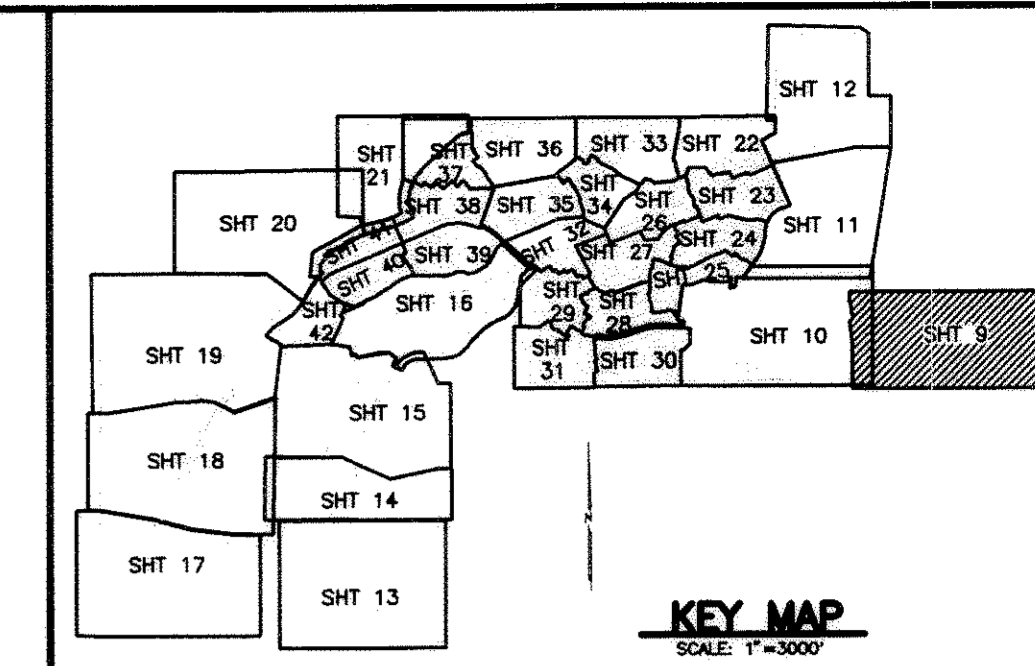 SHT 12
SHT 21
SHT 37
SHT 36
SHT 33
SHT 22
SHT 20
SHT 38
SHT 35
SHT 34
SHT 26
SHT 23
SHT 11
SHT 41
SHT 40
SHT 39
SHT 32
SHT 27
SHT 24
SHT 25
SHT 42
SHT 16
SHT 29
SHT 28
SHT 19
SHT 31
SHT 30
SHT 10
SHT 9
SHT 15
SHT 18
SHT 14
SHT 17
SHT 13
N
KEY MAP
SCALE: 1"=3000'